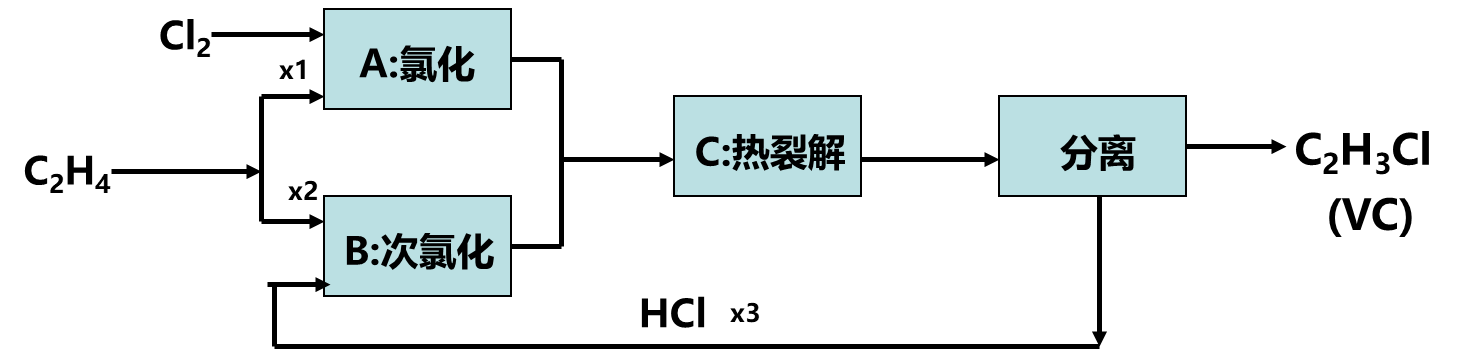 Cl₂
x1
A:氯化
C₂H₄
x2
B:次氯化
C:热裂解
分离
C₂H₃Cl
(VC)
HCl x3